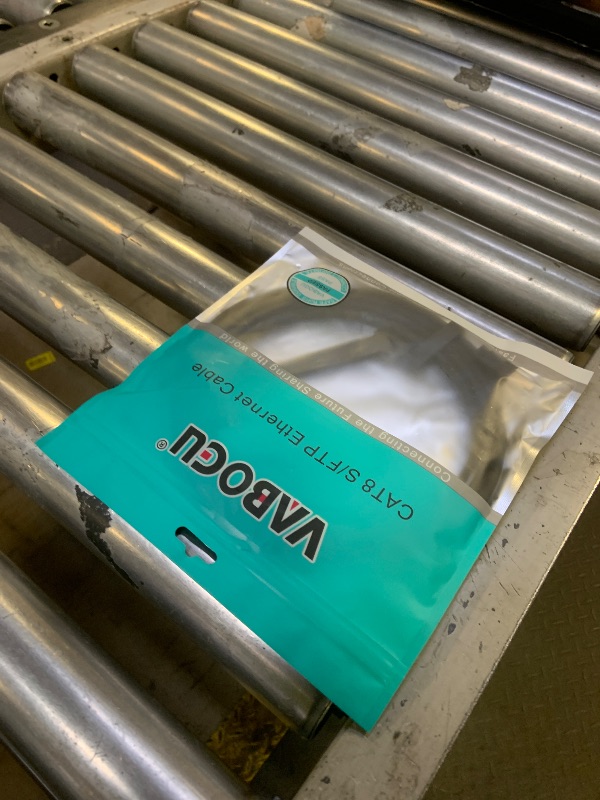 VABOGU®
CAT8 S/FTP Ethernet Cable
Connecting the Future Sharing the world